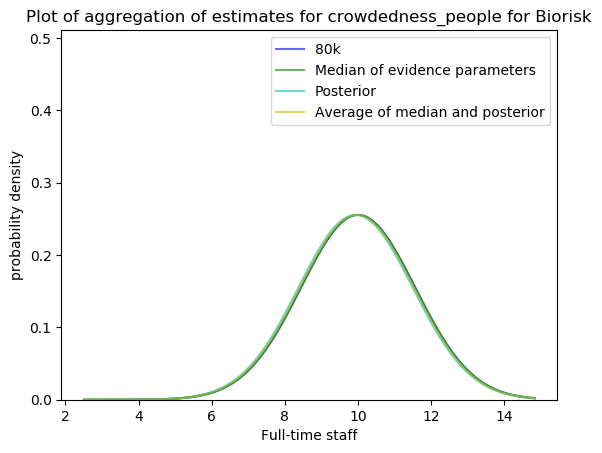 Plot of aggregation of estimates for crowdedness_people for Biorisk
80k
Median of evidence parameters
Posterior
Average of median and posterior
probability density
0.5
0.4
0.3
0.2
0.1
0.0
2 4 6 8 10 12 14
Full-time staff